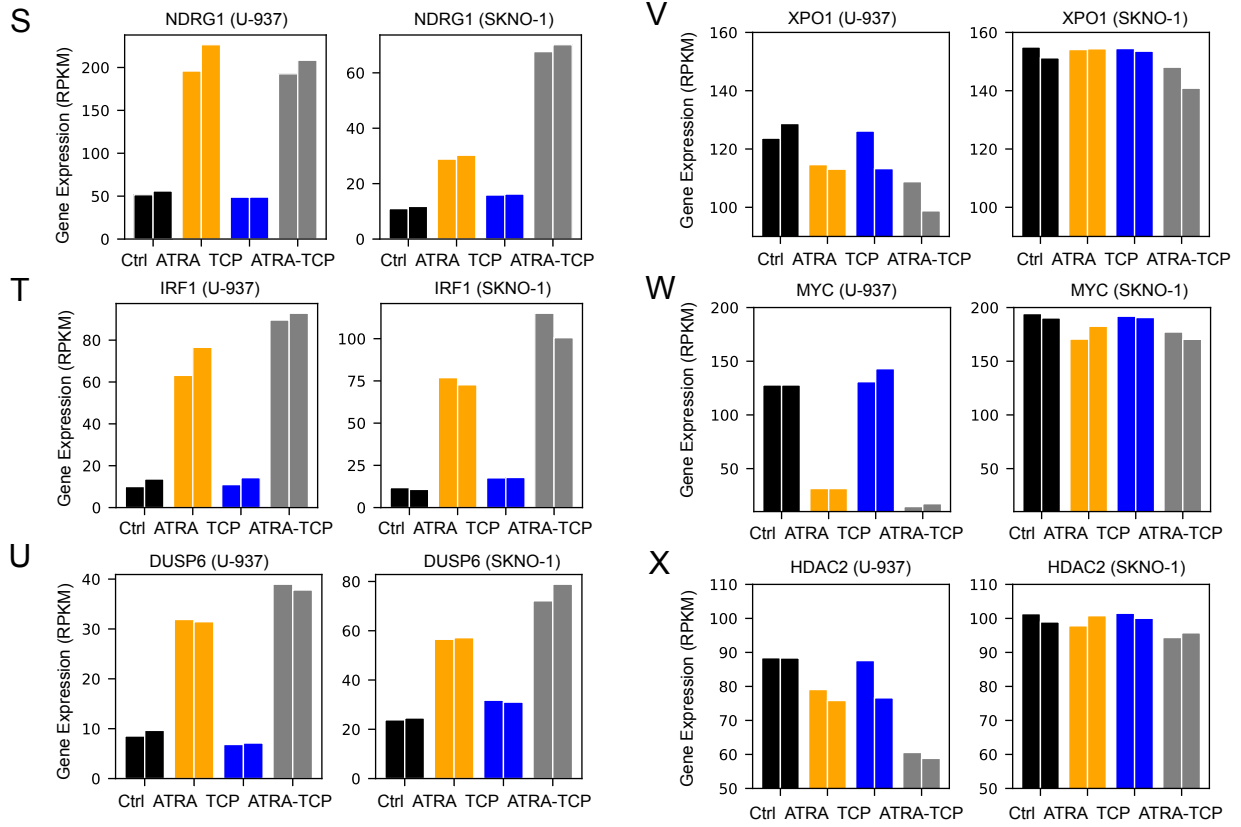 S
NDRG1 (U-937)
Gene Expression (RPKM)
200
150
100
50
0
Ctrl ATRA TCP ATRA-TCP
NDRG1 (SKNO-1)
60
40
20
0
Ctrl ATRA TCP ATRA-TCP
T
IRF1 (U-937)
Gene Expression (RPKM)
80
60
40
20
0
Ctrl ATRA TCP ATRA-TCP
IRF1 (SKNO-1)
100
75
50
25
0
Ctrl ATRA TCP ATRA-TCP
U
DUSP6 (U-937)
Gene Expression (RPKM)
40
30
20
10
0
Ctrl ATRA TCP ATRA-TCP
DUSP6 (SKNO-1)
80
60
40
20
0
Ctrl ATRA TCP ATRA-TCP
V
XPO1 (U-937)
Gene Expression (RPKM)
160
140
120
100
Ctrl ATRA TCP ATRA-TCP
XPO1 (SKNO-1)
160
140
120
100
Ctrl ATRA TCP ATRA-TCP
W
MYC (U-937)
Gene Expression (RPKM)
200
150
100
50
Ctrl ATRA TCP ATRA-TCP
MYC (SKNO-1)
200
150
100
50
Ctrl ATRA TCP ATRA-TCP
X
HDAC2 (U-937)
Gene Expression (RPKM)
110
100
90
80
70
60
50
Ctrl ATRA TCP ATRA-TCP
HDAC2 (SKNO-1)
110
100
90
80
70
60
50
Ctrl ATRA TCP ATRA-TCP